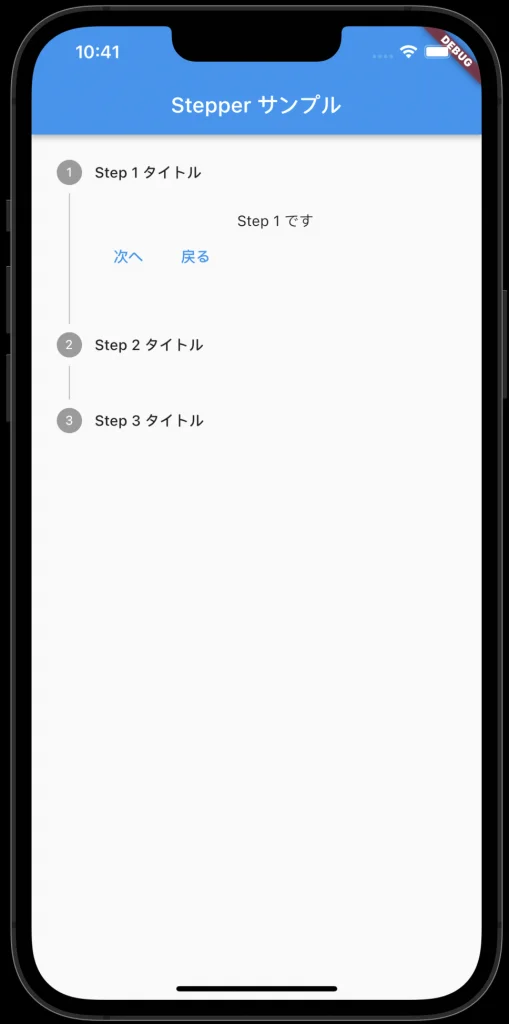 10:41
DEBUG
Stepper サンプル
1 Step 1 タイトル
Step 1 です
次へ 戻る
2 Step 2 タイトル
3 Step 3 タイトル